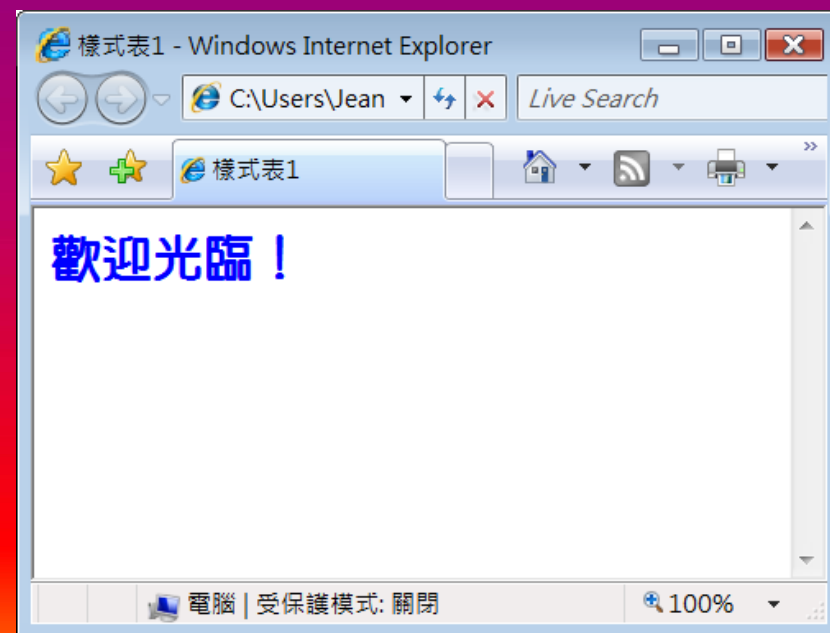 樣式表1 - Windows Internet Explorer
C:\Users\Jean Live Search
樣式表1
歡迎光臨！
電腦 | 受保護模式: 關閉 100%